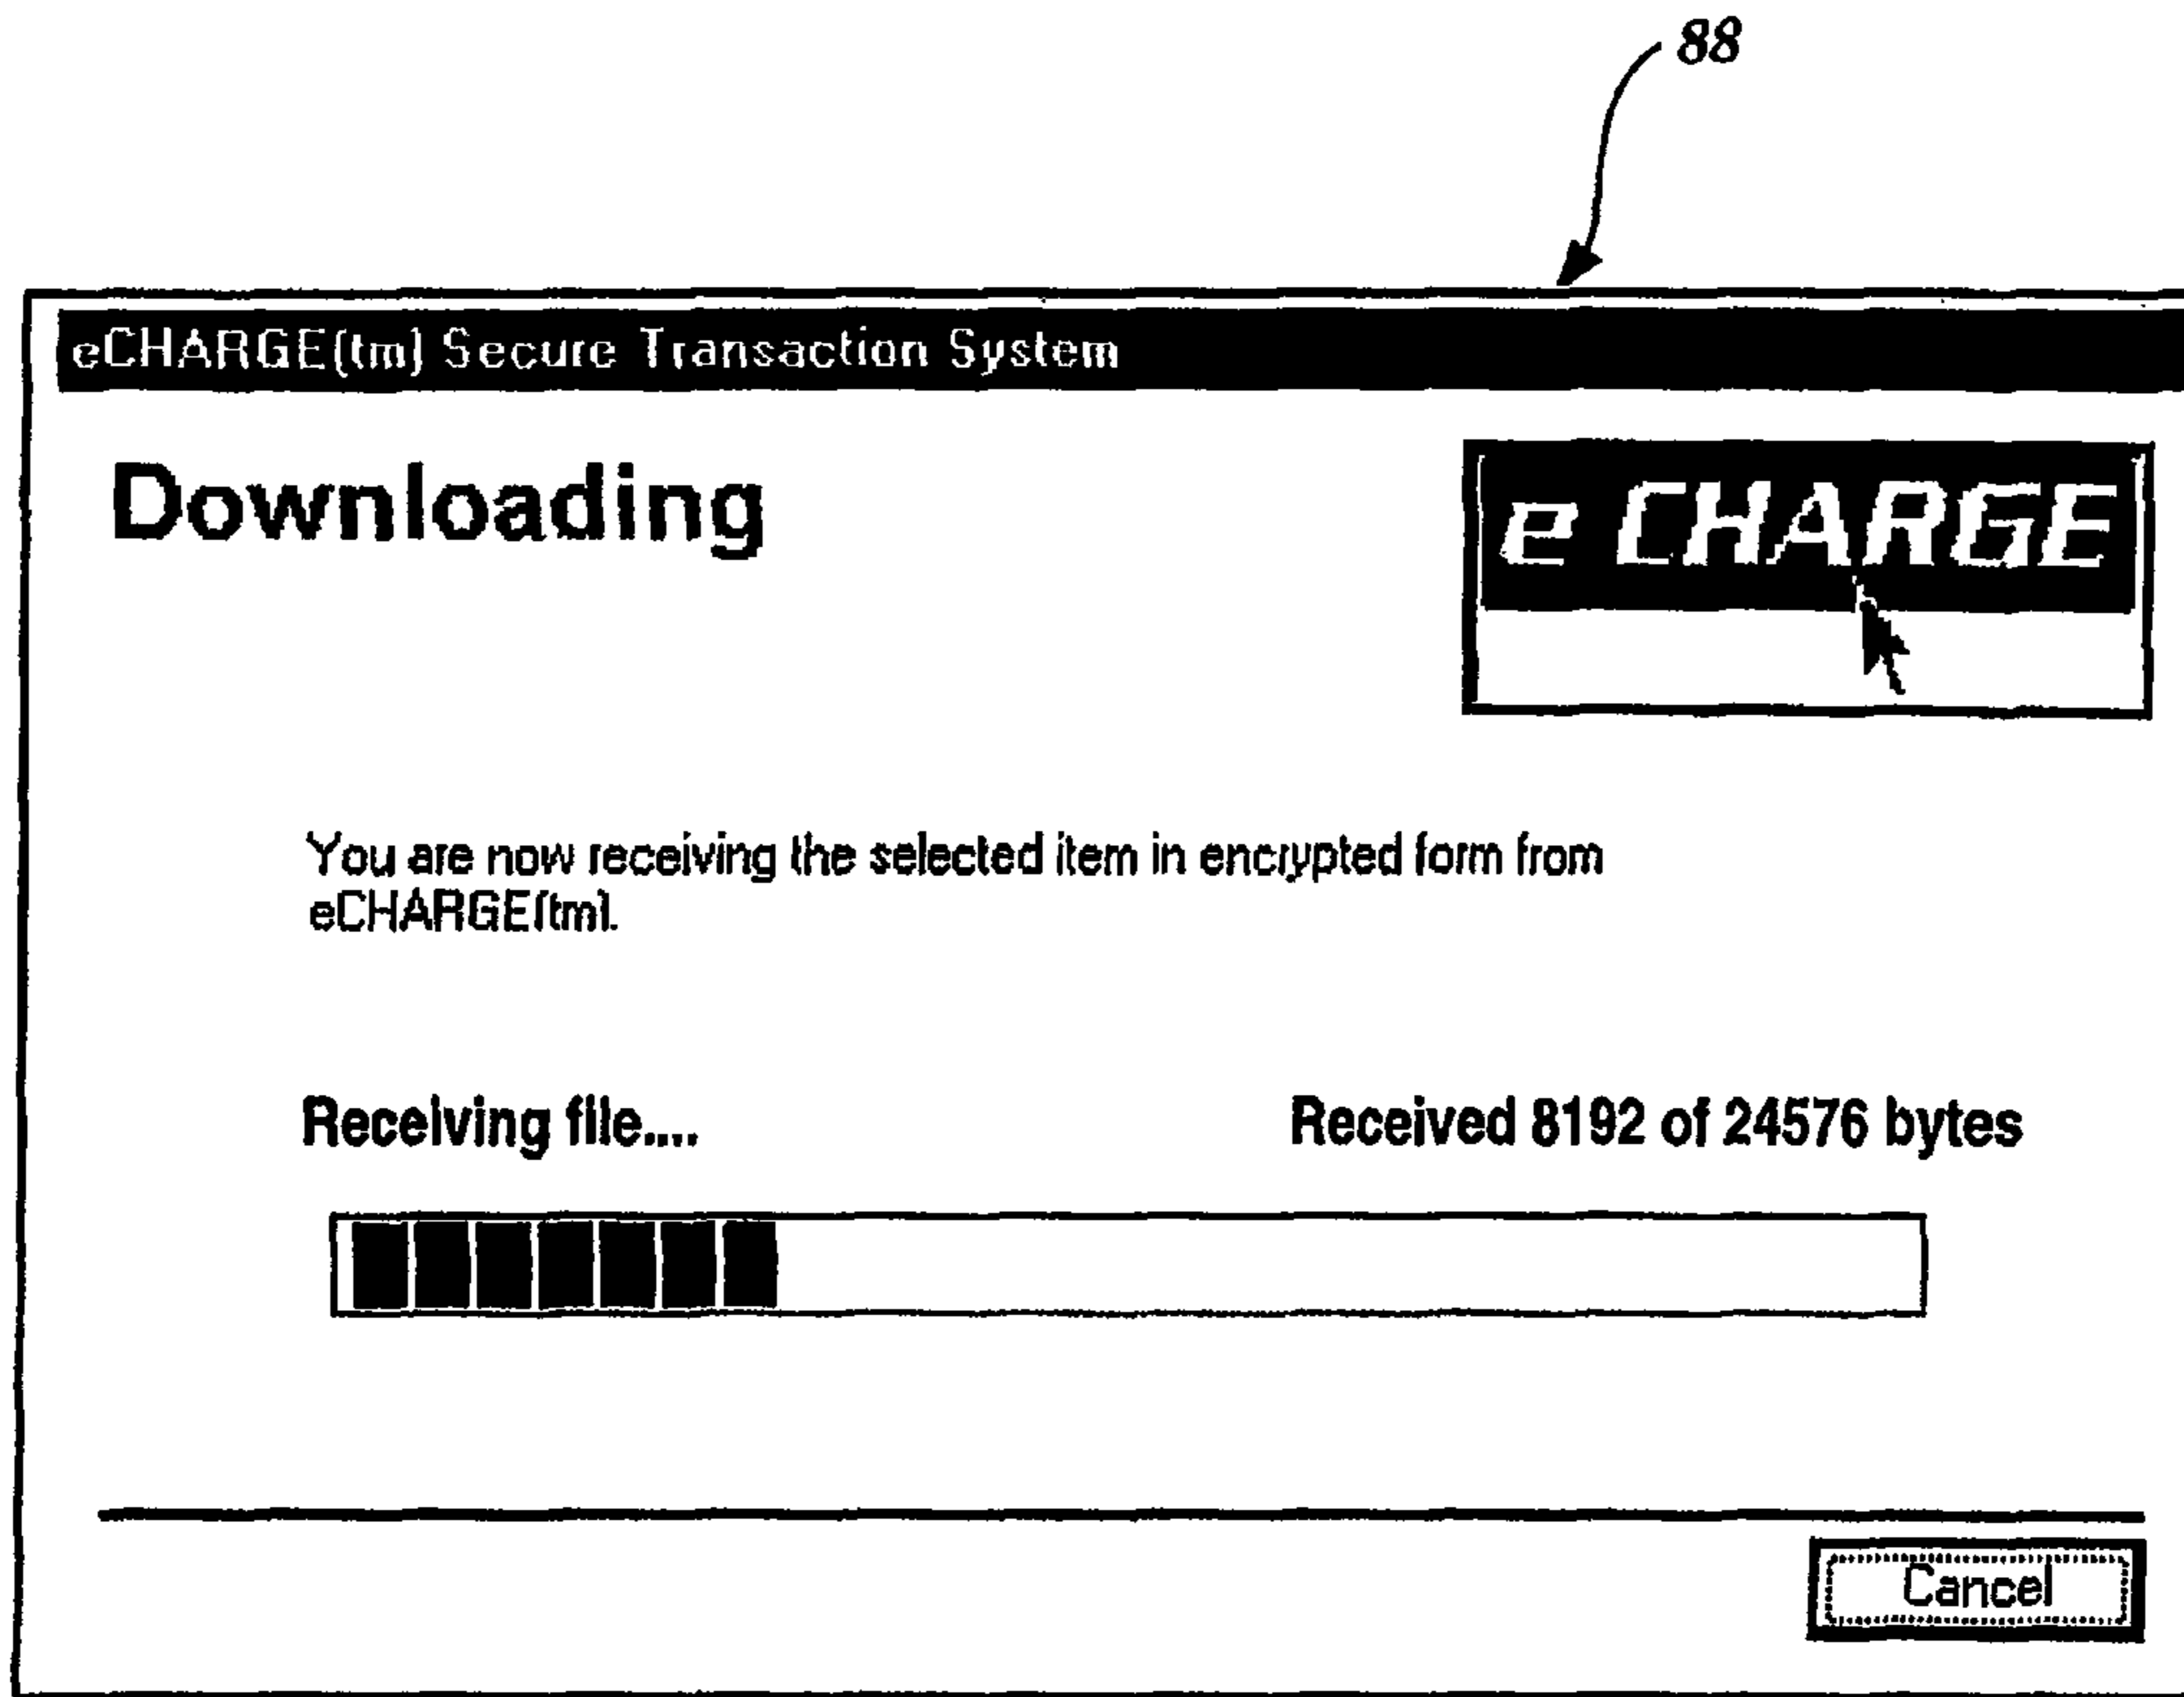 88
eCHARGE(tm) Secure Transaction System
Downloading
e CHARGE
You are now receiving the selected item in encrypted form from
eCHARGE(tm).
Receiving file....
Received 8192 of 24576 bytes
Cancel